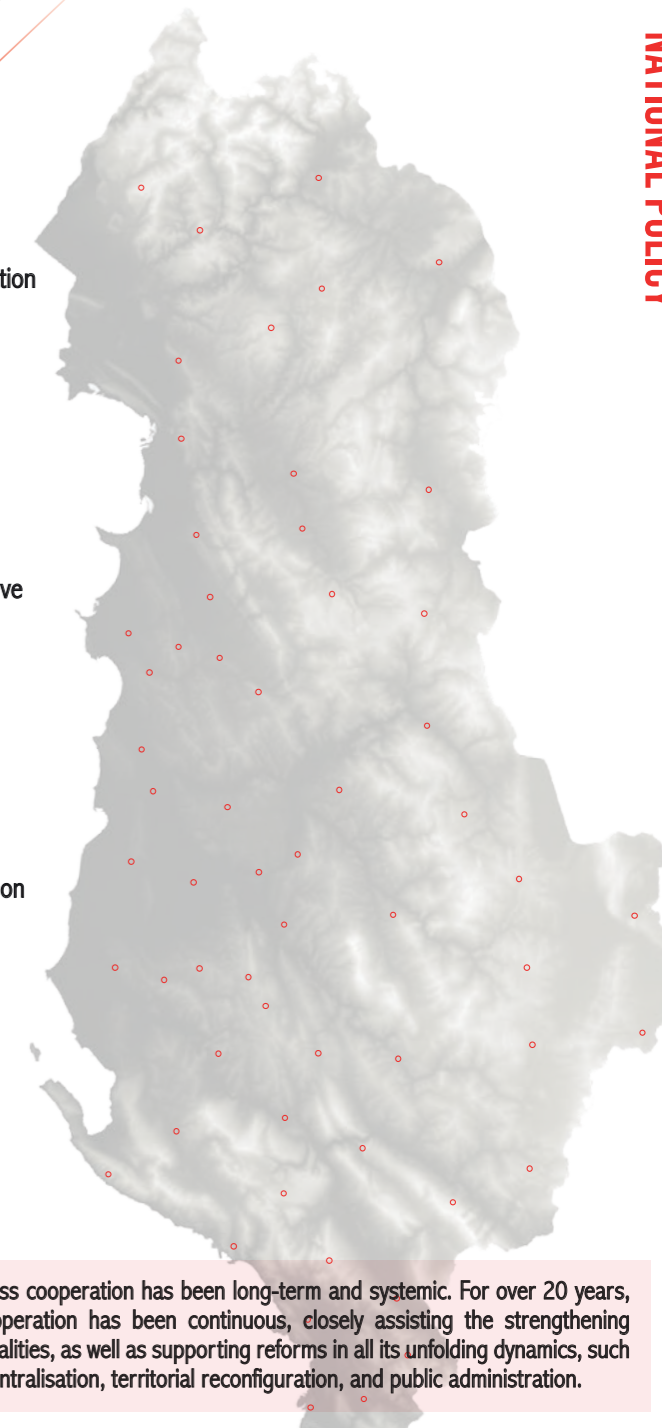 NATIONAL POLICY
tion
ve
on
ss cooperation has been long-term and systemic. For over 20 years,
operation has been continuous, closely assisting the strengthening
alities, as well as supporting reforms in all its unfolding dynamics, such
ntralisation, territorial reconfiguration, and public administration.